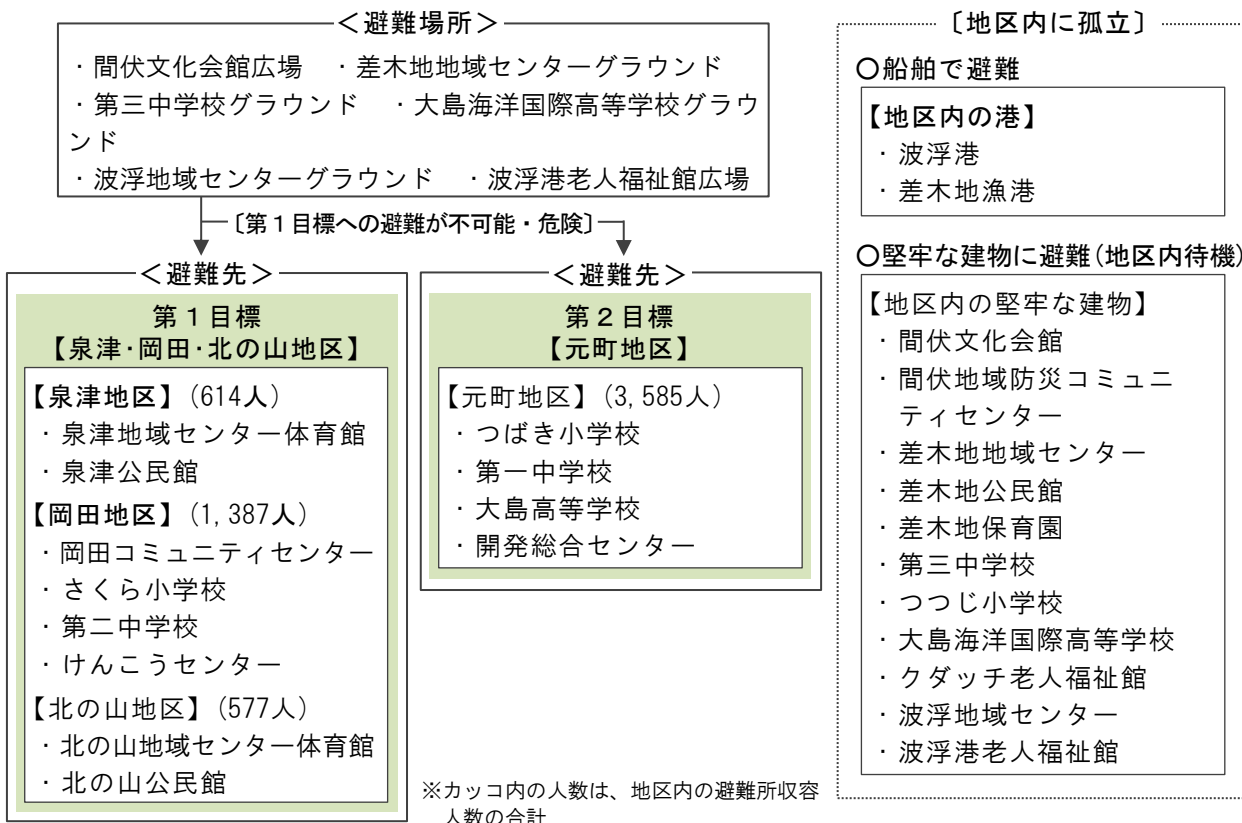 ＜避難場所＞
・間伏文化会館広場　・差木地地域センターグラウンド
・第三中学校グラウンド　・大島海洋国際高等学校グラウ
ンド
・波浮地域センターグラウンド　・波浮港老人福祉館広場
〔第１目標への避難が不可能・危険〕
＜避難先＞
第１目標
【泉津･岡田･北の山地区】
【泉津地区】(614人)
・泉津地域センター体育館
・泉津公民館
【岡田地区】(1,387人)
・岡田コミュニティセンター
・さくら小学校
・第二中学校
・けんこうセンター
【北の山地区】(577人)
・北の山地域センター体育館
・北の山公民館
＜避難先＞
第２目標
【元町地区】
【元町地区】(3,585人)
・つばき小学校
・第一中学校
・大島高等学校
・開発総合センター
※カッコ内の人数は、地区内の避難所収容
人数の合計
〔地区内に孤立〕
○船舶で避難
【地区内の港】
・波浮港
・差木地漁港
○堅牢な建物に避難(地区内待機)
【地区内の堅牢な建物】
・間伏文化会館
・間伏地域防災コミュニ
ティセンター
・差木地地域センター
・差木地公民館
・差木地保育園
・第三中学校
・つつじ小学校
・大島海洋国際高等学校
・クダッチ老人福祉館
・波浮地域センター
・波浮港老人福祉館